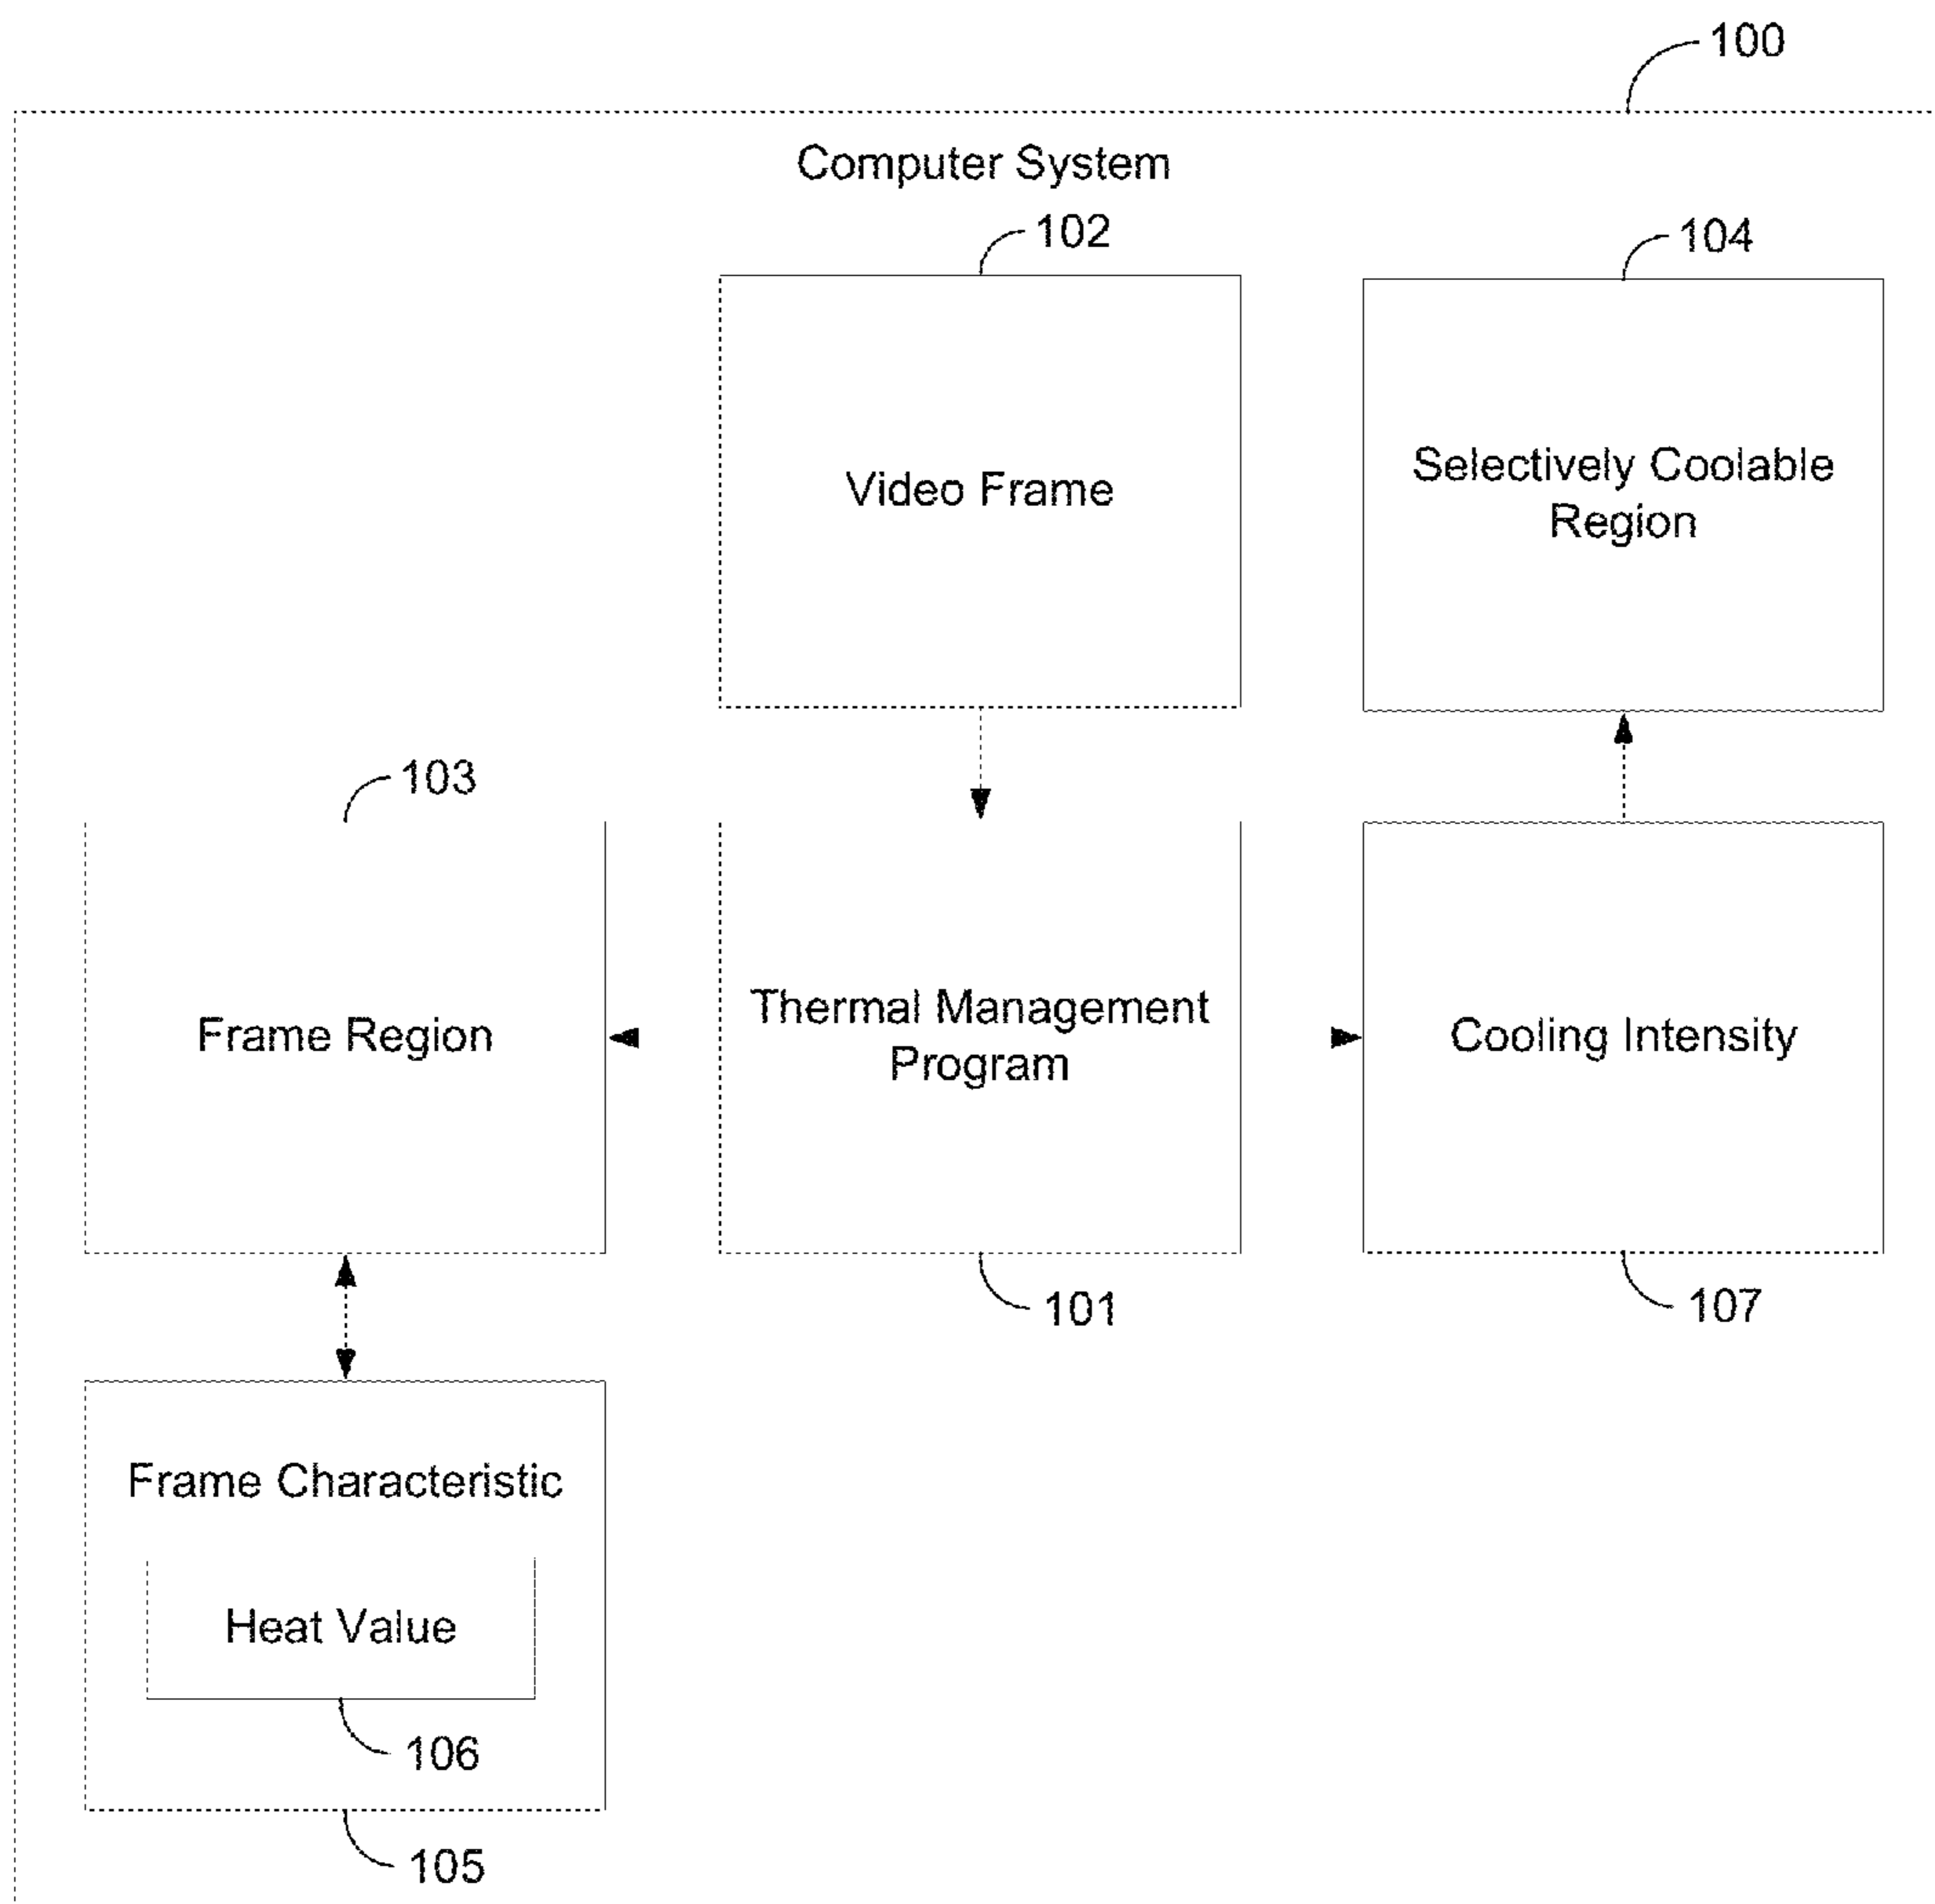 100
Computer System
102
104
Video Frame
Selectively Coolable
Region
103
Frame Region
Thermal Management
Program
Cooling Intensity
101
107
Frame Characteristic
Heat Value
106
105